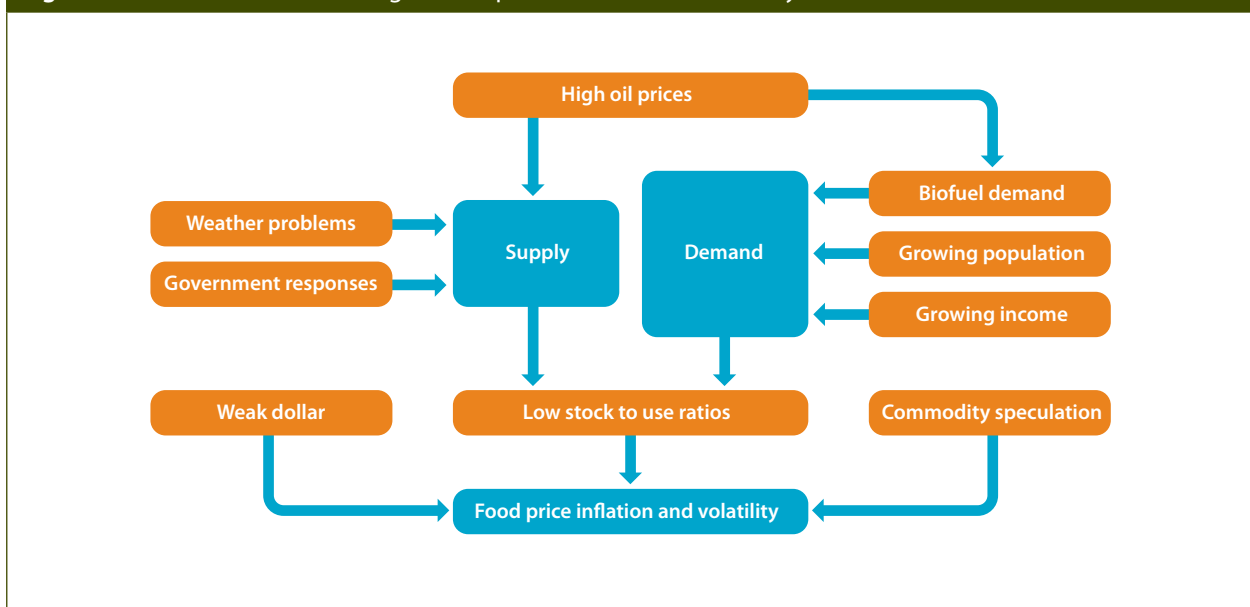 High oil prices
Biofuel demand
Weather problems
Supply
Demand
Growing population
Government responses
Growing income
Weak dollar
Low stock to use ratios
Commodity speculation
Food price inflation and volatility